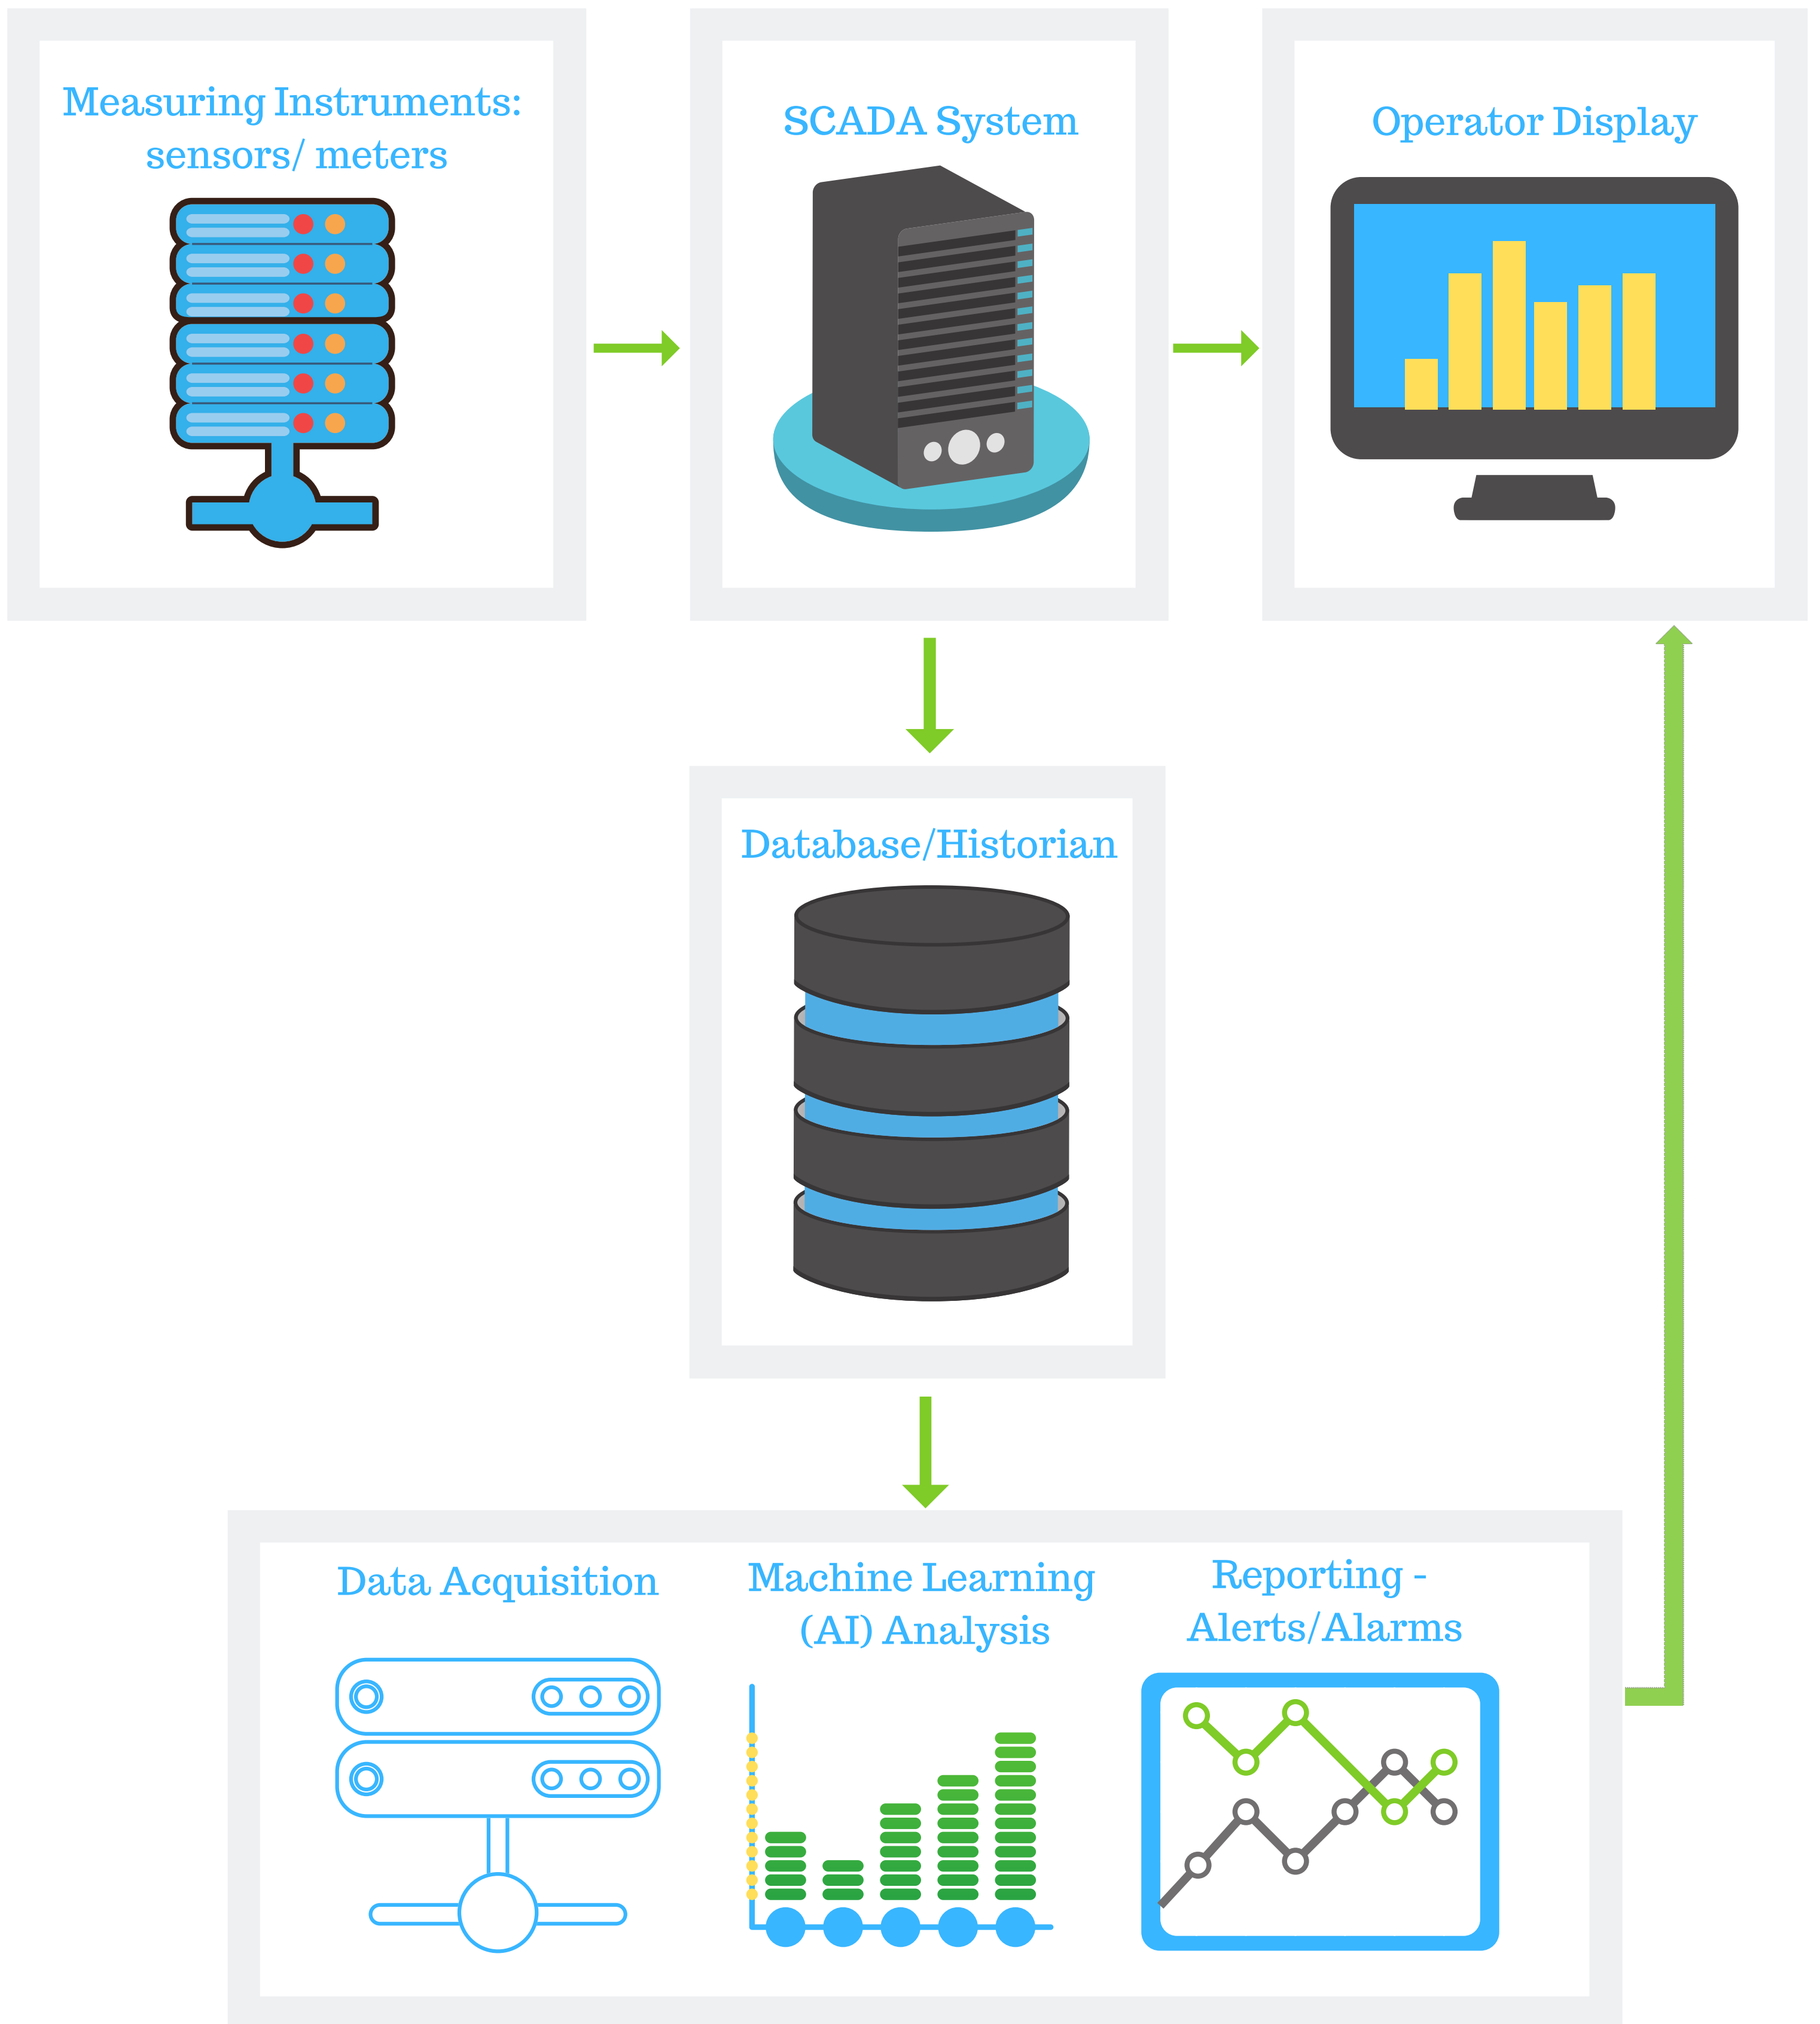 Measuring Instruments:
sensors/ meters
SCADA System
Operator Display
Database/Historian
Data Acquisition
Machine Learning
(AI) Analysis
Reporting -
Alerts/Alarms